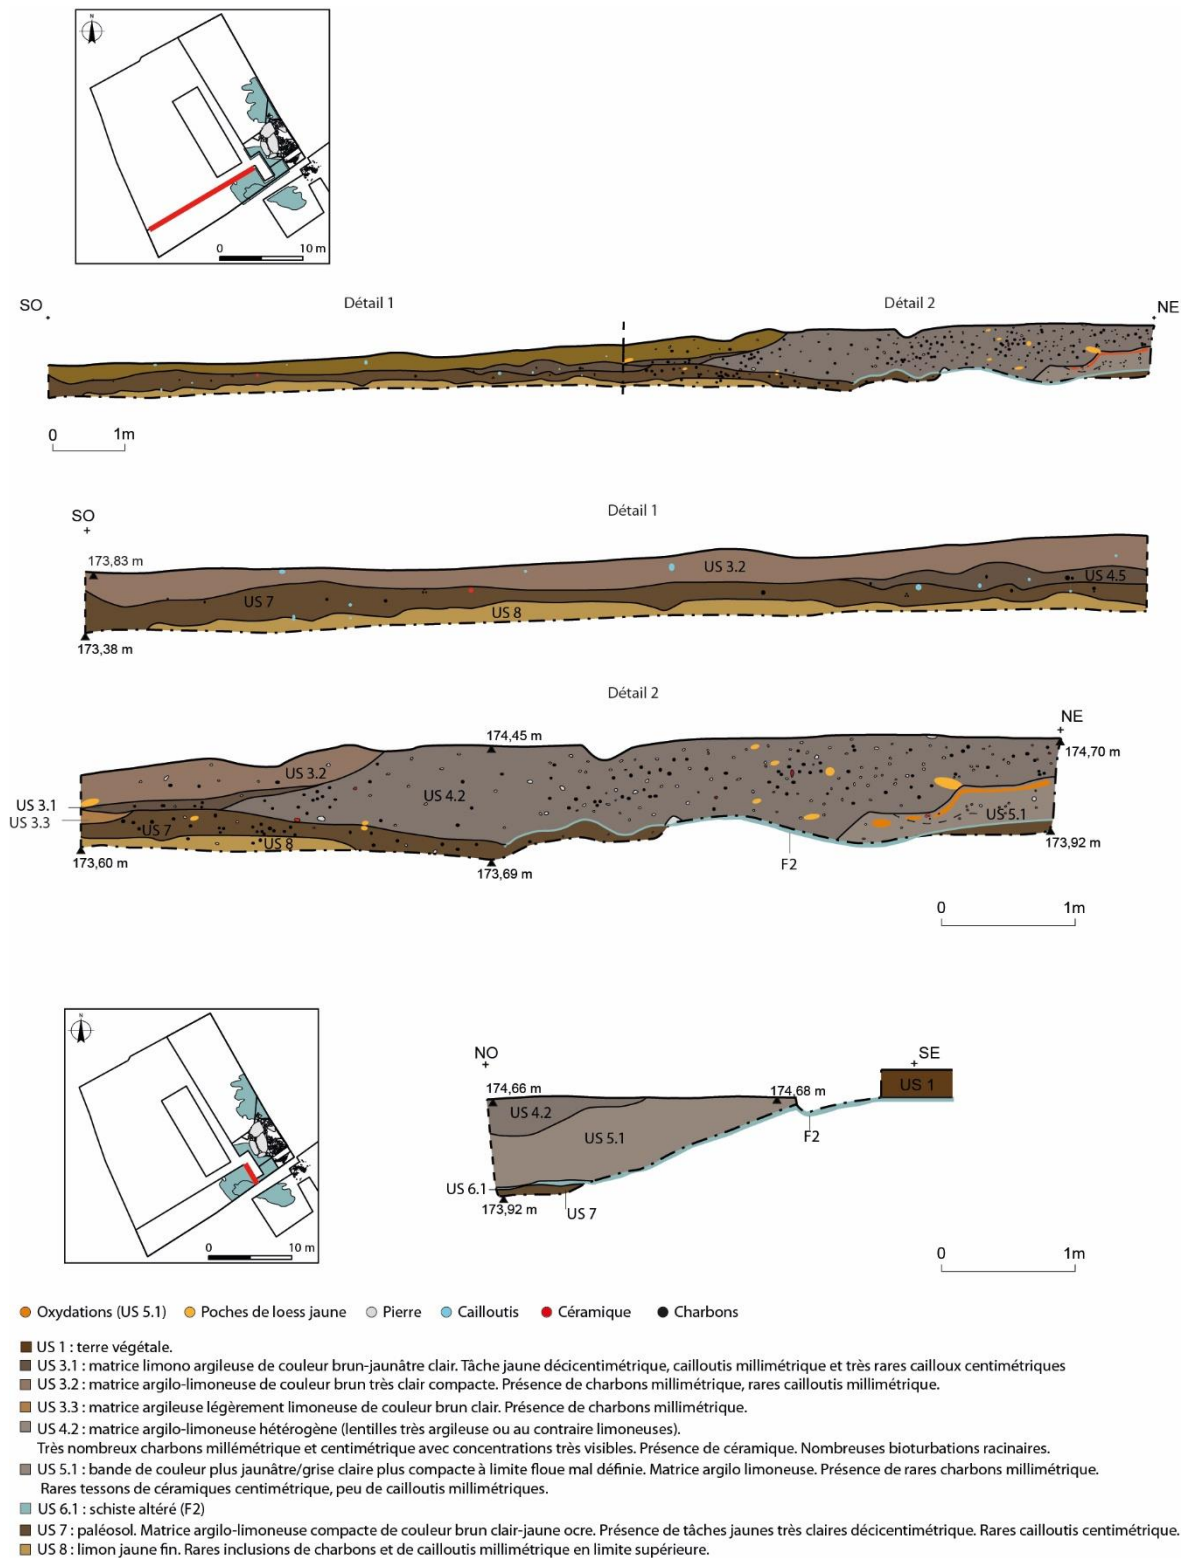 N
0 10 m
SO Détail 1 Détail 2 NE
0 1m
SO Détail 1
173,83 m
US 3.2
US 4.5
US 7
US 8
173,38 m
Détail 2
NE
174,45 m
174,70 m
US 3.2
US 3.1
US 4.2
US 3.3
US 7
US 5.1
US 8
173,60 m
173,69 m
F2
173,92 m
0 1m
N
0 10 m
NO SE
174,66 m 174,68 m US 1
US 4.2
US 5.1
F2
US 6.1
173,92 m US 7
0 1m
Oxydations (US 5.1) Poches de loess jaune Pierre Cailloutis Céramique Charbons
US 1 : terre végétale.
US 3.1 : matrice limono argileuse de couleur brun-jaunâtre clair. Tâche jaune décicentimétrique, cailloutis millimétrique et très rares cailloux centimétriques
US 3.2 : matrice argilo-limoneuse de couleur brun très clair compacte. Présence de charbons millimétrique, rares cailloutis millimétrique.
US 3.3 : matrice argileuse légèrement limoneuse de couleur brun clair. Présence de charbons millimétrique.
US 4.2 : matrice argilo-limoneuse hétérogène (lentilles très argileuse ou au contraire limoneuses).
Très nombreux charbons millémétrique et centimétrique avec concentrations très visibles. Présence de céramique. Nombreuses bioturbations racinaires.
US 5.1 : bande de couleur plus jaunâtre/grise claire plus compacte à limite floue mal définie. Matrice argilo limoneuse. Présence de rares charbons millimétrique.
Rares tessons de céramiques centimétrique, peu de cailloutis millimétriques.
US 6.1 : schiste altéré (F2)
US 7 : paléosol. Matrice argilo-limoneuse compacte de couleur brun clair-jaune ocre. Présence de tâches jaunes très claires décicentimétrique. Rares cailloutis centimétrique.
US 8 : limon jaune fin. Rares inclusions de charbons et de cailloutis millimétrique en limite supérieure.